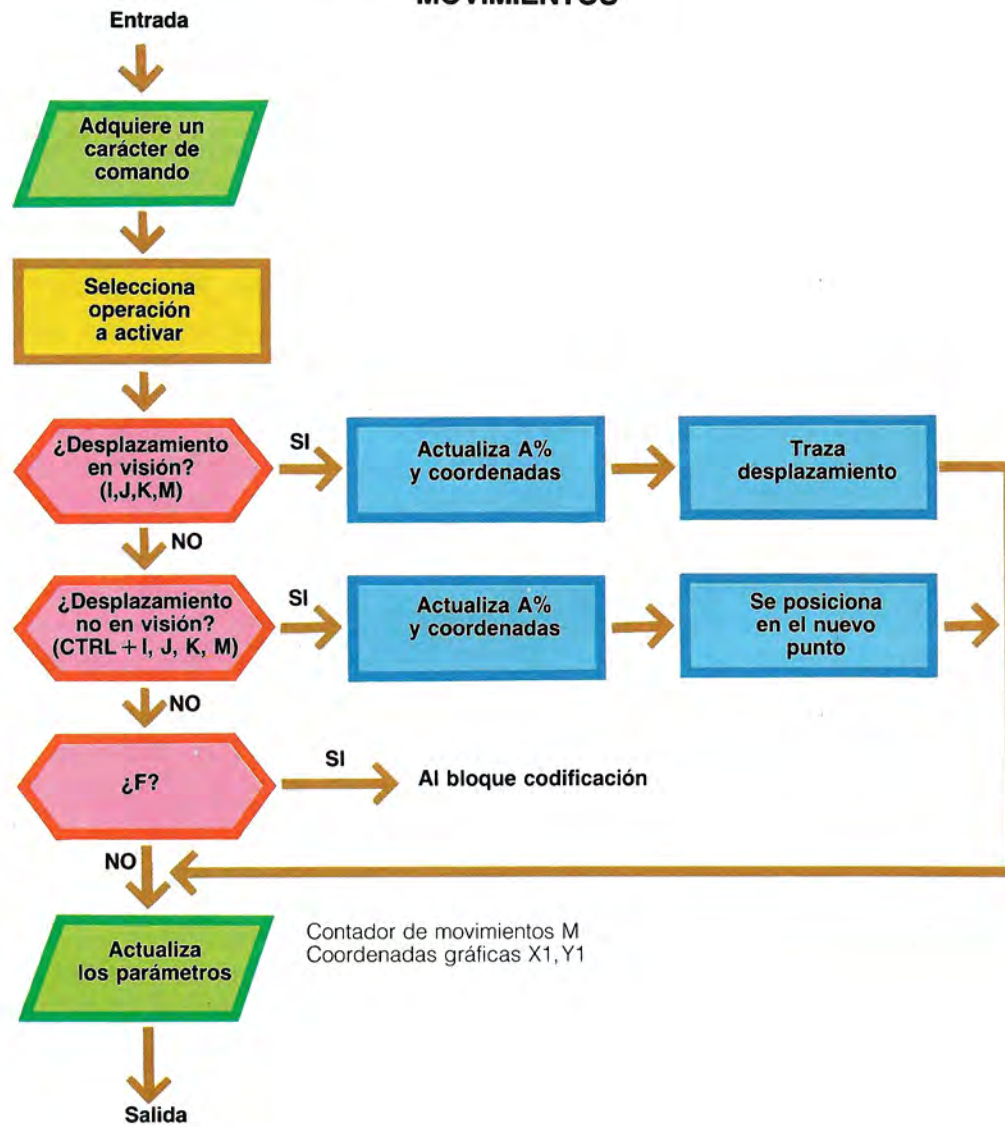 MOVIMIENTOS
Entrada
Adquiere un
carácter de
comando
Selecciona
operación
a activar
¿Desplazamiento
en visión?
(I,J,K,M)
SI
Actualiza A%
y coordenadas
Traza
desplazamiento
NO
¿Desplazamiento
no en visión?
(CTRL + I, J, K, M)
SI
Actualiza A%
y coordenadas
Se posiciona
en el nuevo
punto
NO
¿F?
SI
Al bloque codificación
NO
Actualiza
los parámetros
Contador de movimientos M
Coordenadas gráficas X1, Y1
Salida